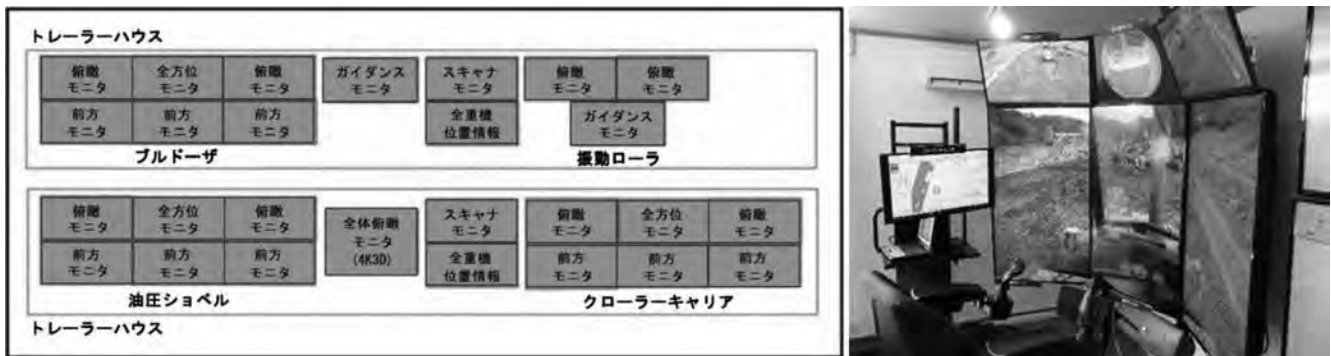 トレーラーハウス
俯瞰
モニタ
全方位
モニタ
俯瞰
モニタ
ガイダンス
モニタ
スキャナ
モニタ
俯瞰
モニタ
俯瞰
モニタ
前方
モニタ
前方
モニタ
前方
モニタ
全重機
位置情報
ガイダンス
モニタ
ブルドーザ
振動ローラ
俯瞰
モニタ
全方位
モニタ
俯瞰
モニタ
全体俯瞰
モニタ
(4K3D)
スキャナ
モニタ
俯瞰
モニタ
全方位
モニタ
俯瞰
モニタ
前方
モニタ
前方
モニタ
前方
モニタ
全重機
位置情報
前方
モニタ
前方
モニタ
前方
モニタ
油圧ショベル
クローラーキャリア
トレーラーハウス